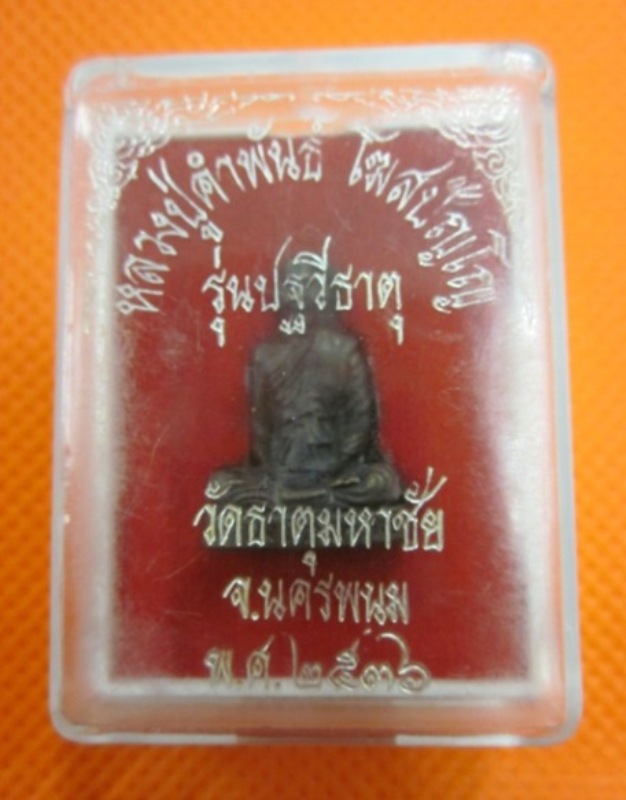 หลวงปู่คำพันธ์ โฆสปัญโญ
รุ่นปฐวีธาตุ
วัดธาตุมหาชัย
จ.นครพนม
พ.ศ.๒๕๓๖